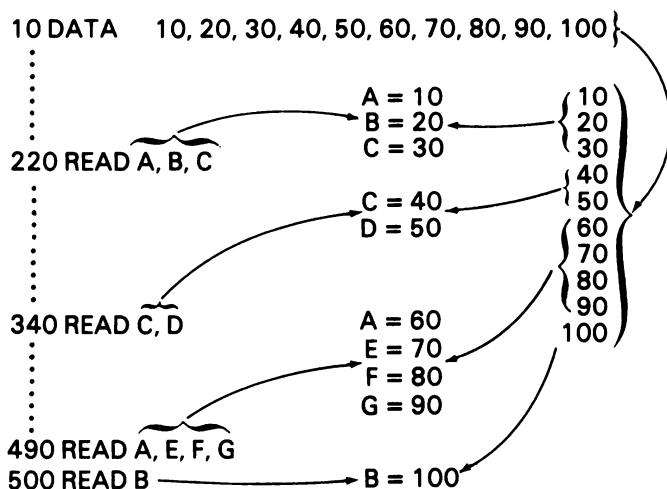 10 DATA 10, 20, 30, 40, 50, 60, 70, 80, 90, 100
A = 10
B = 20
C = 30
220 READ A, B, C
C = 40
D = 50
340 READ C, D
A = 60
E = 70
F = 80
G = 90
490 READ A, E, F, G
500 READ B
B = 100
10
20
30
40
50
60
70
80
90
100